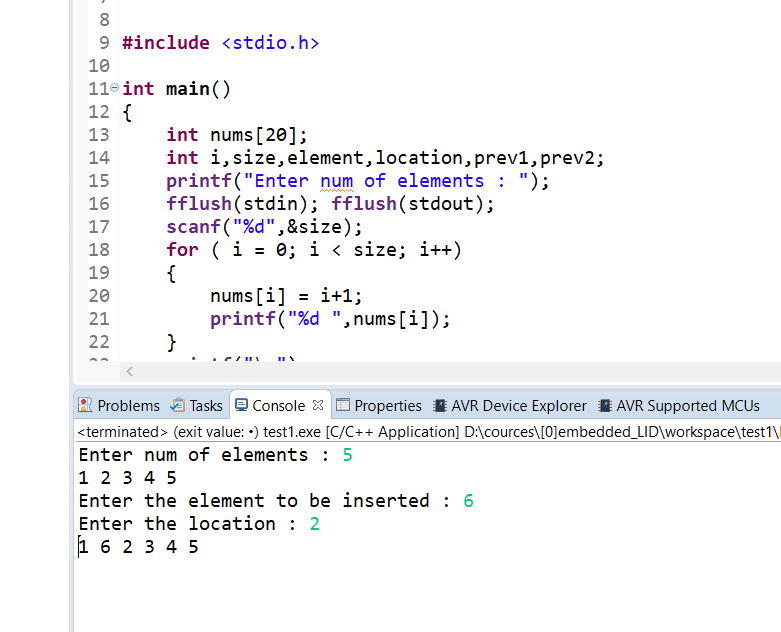 8
9 #include <stdio.h>
10
11 int main()
12 {
13 int nums[20];
14 int i,size,element,location,prev1,prev2;
15 printf("Enter num of elements : ");
16 fflush(stdin); fflush(stdout);
17 scanf("%d",&size);
18 for ( i = 0; i < size; i++)
19 {
20 nums[i] = i+1;
21 printf("%d ",nums[i]);
22 }
Problems Tasks Console Properties AVR Device Explorer AVR Supported MCUs
<terminated> (exit value: •) test1.exe [C/C++ Application] D:\cources\[0]embedded_LID\workspace\test1\
Enter num of elements : 5
1 2 3 4 5
Enter the element to be inserted : 6
Enter the location : 2
1 6 2 3 4 5